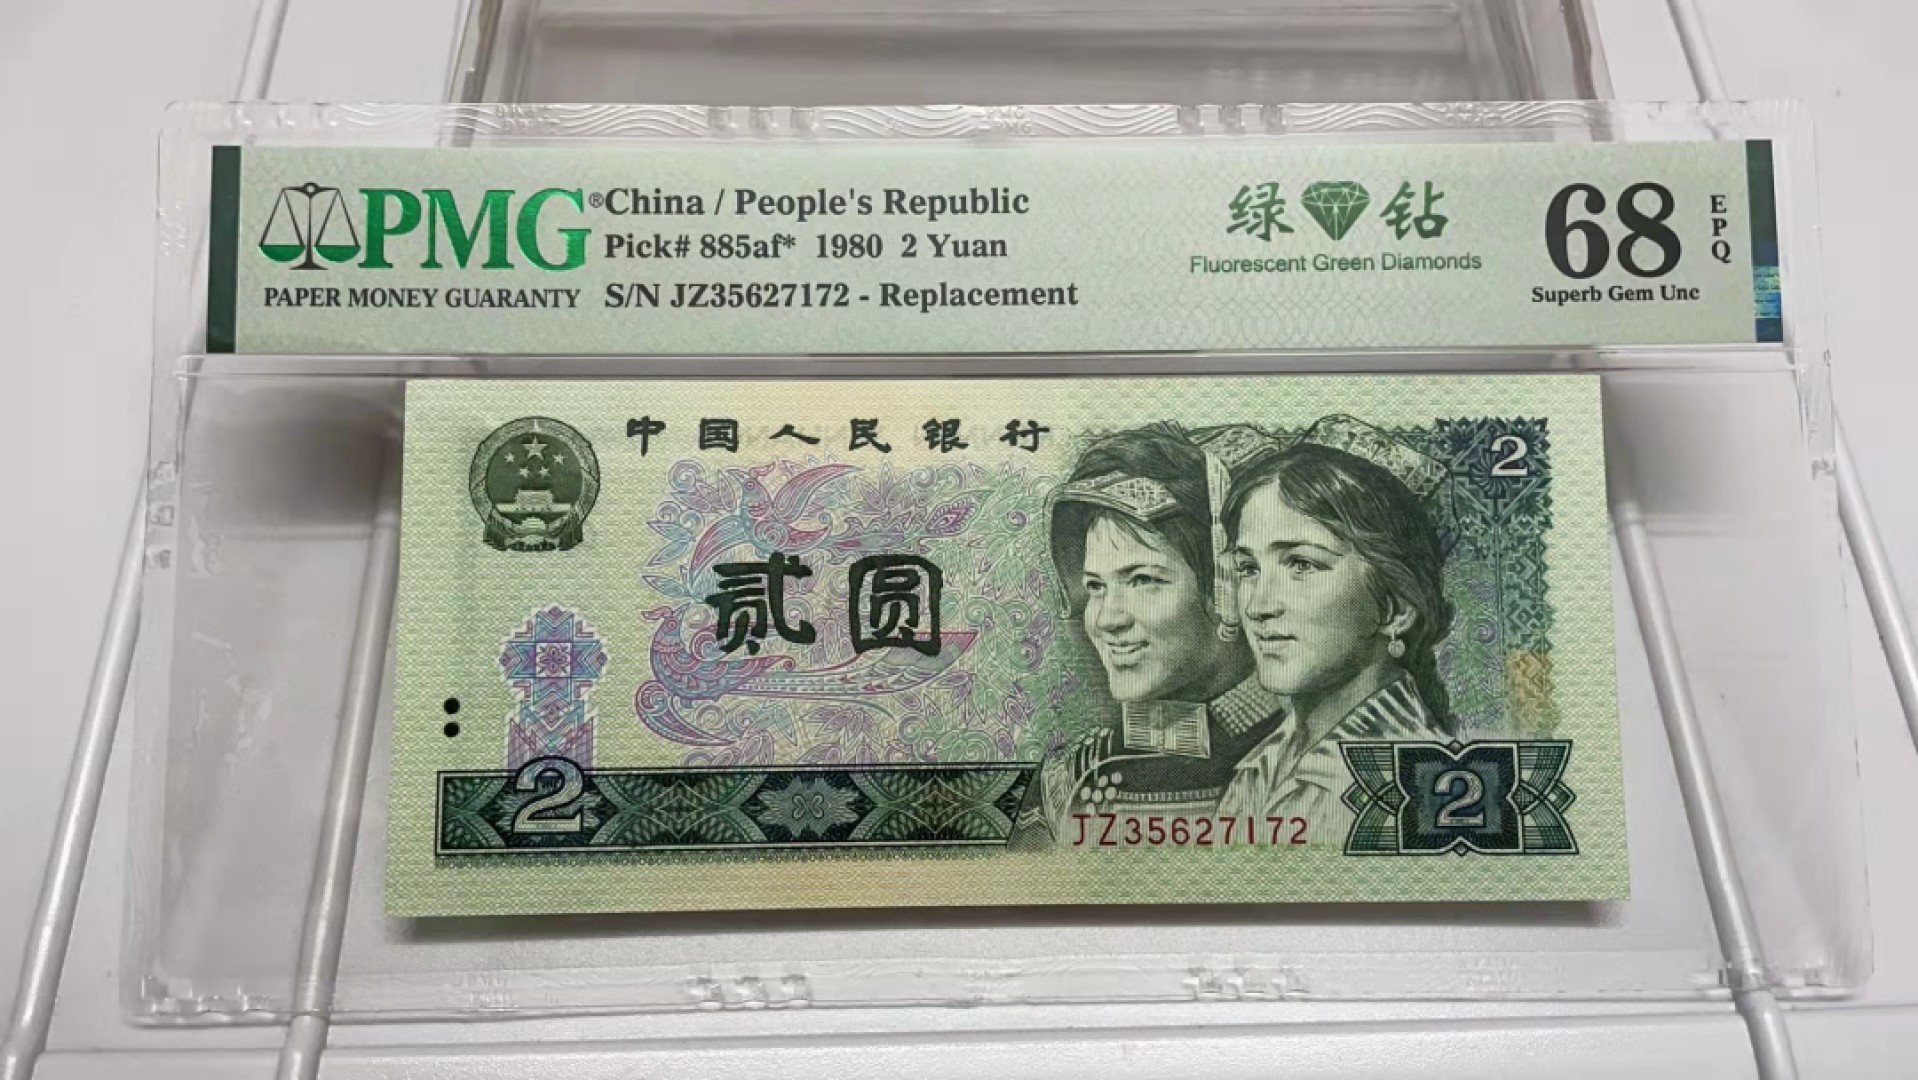 PMG®
PAPER MONEY GUARANTY
China / People's Republic
Pick# 885af* 1980 2 Yuan
S/N JZ35627172 - Replacement
绿 钻
Fluorescent Green Diamonds
68
EPQ
Superb Gem Unc
中国人民银行
2
贰圆
2
2
JZ35627172